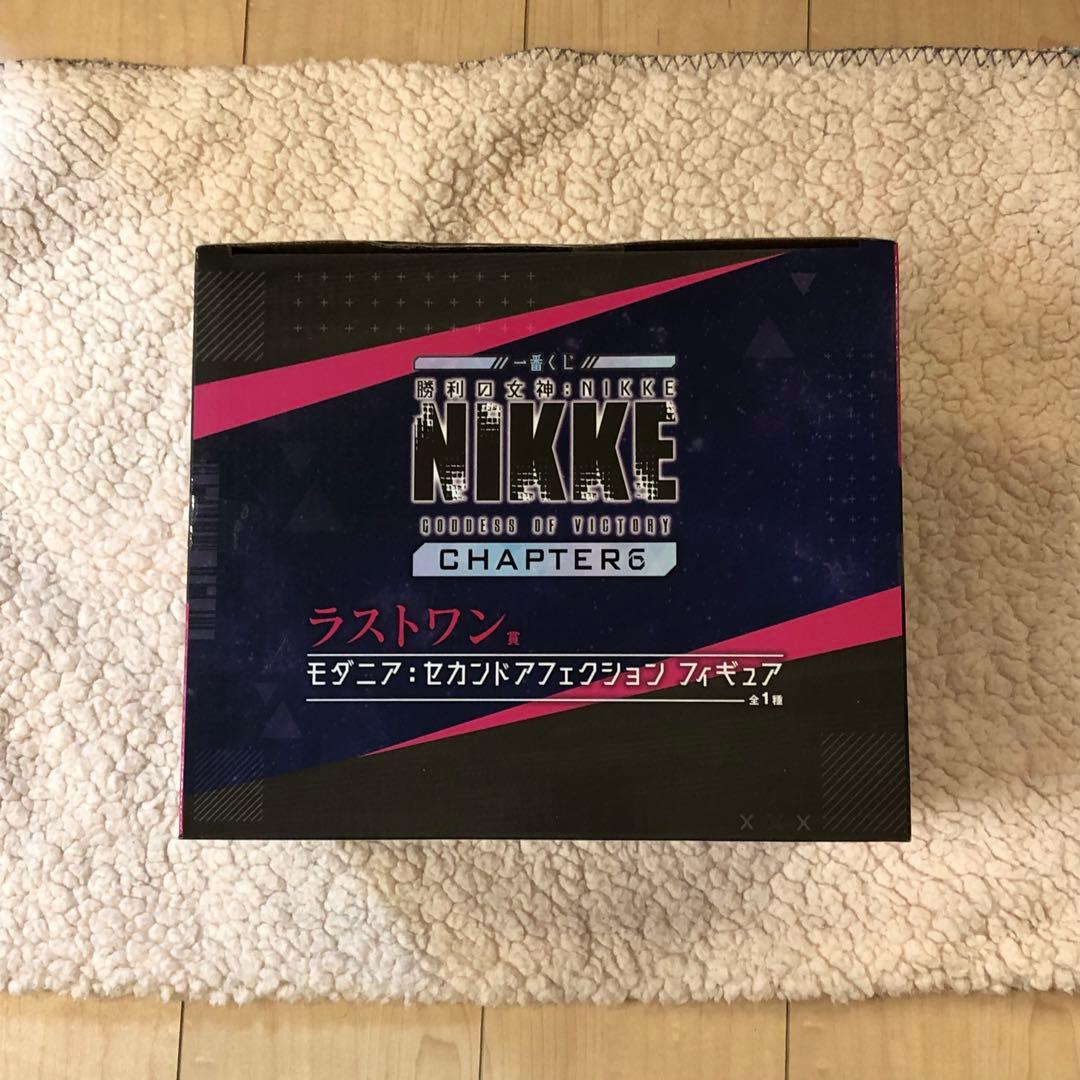 一番くじ
勝利の女神:NIKKE
NIKKE
GODDESS OF VICTORY
CHAPTER6
ラストワン賞
モダニア:セカンドアフェクション フィギュア
全1種
X X X